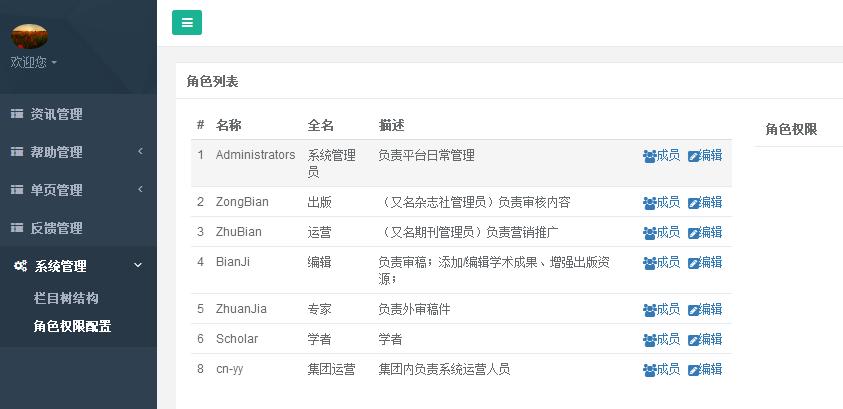 欢迎您
资讯管理
帮助管理
单页管理
反馈管理
系统管理
栏目树结构
角色权限配置
角色列表
# 名称 全名 描述
1 Administrators 系统管理员 负责平台日常管理 成员 编辑
2 ZongBian 出版 （又名杂志社管理员）负责审核内容 成员 编辑
3 ZhuBian 运营 （又名期刊管理员）负责营销推广 成员 编辑
4 BianJi 编辑 负责审稿；添加/编辑学术成果、增强出版资源； 成员 编辑
5 ZhuanJia 专家 负责外审稿件 成员 编辑
6 Scholar 学者 学者 成员 编辑
8 cn-yy 集团运营 集团内负责系统运营人员 成员 编辑
角色权限